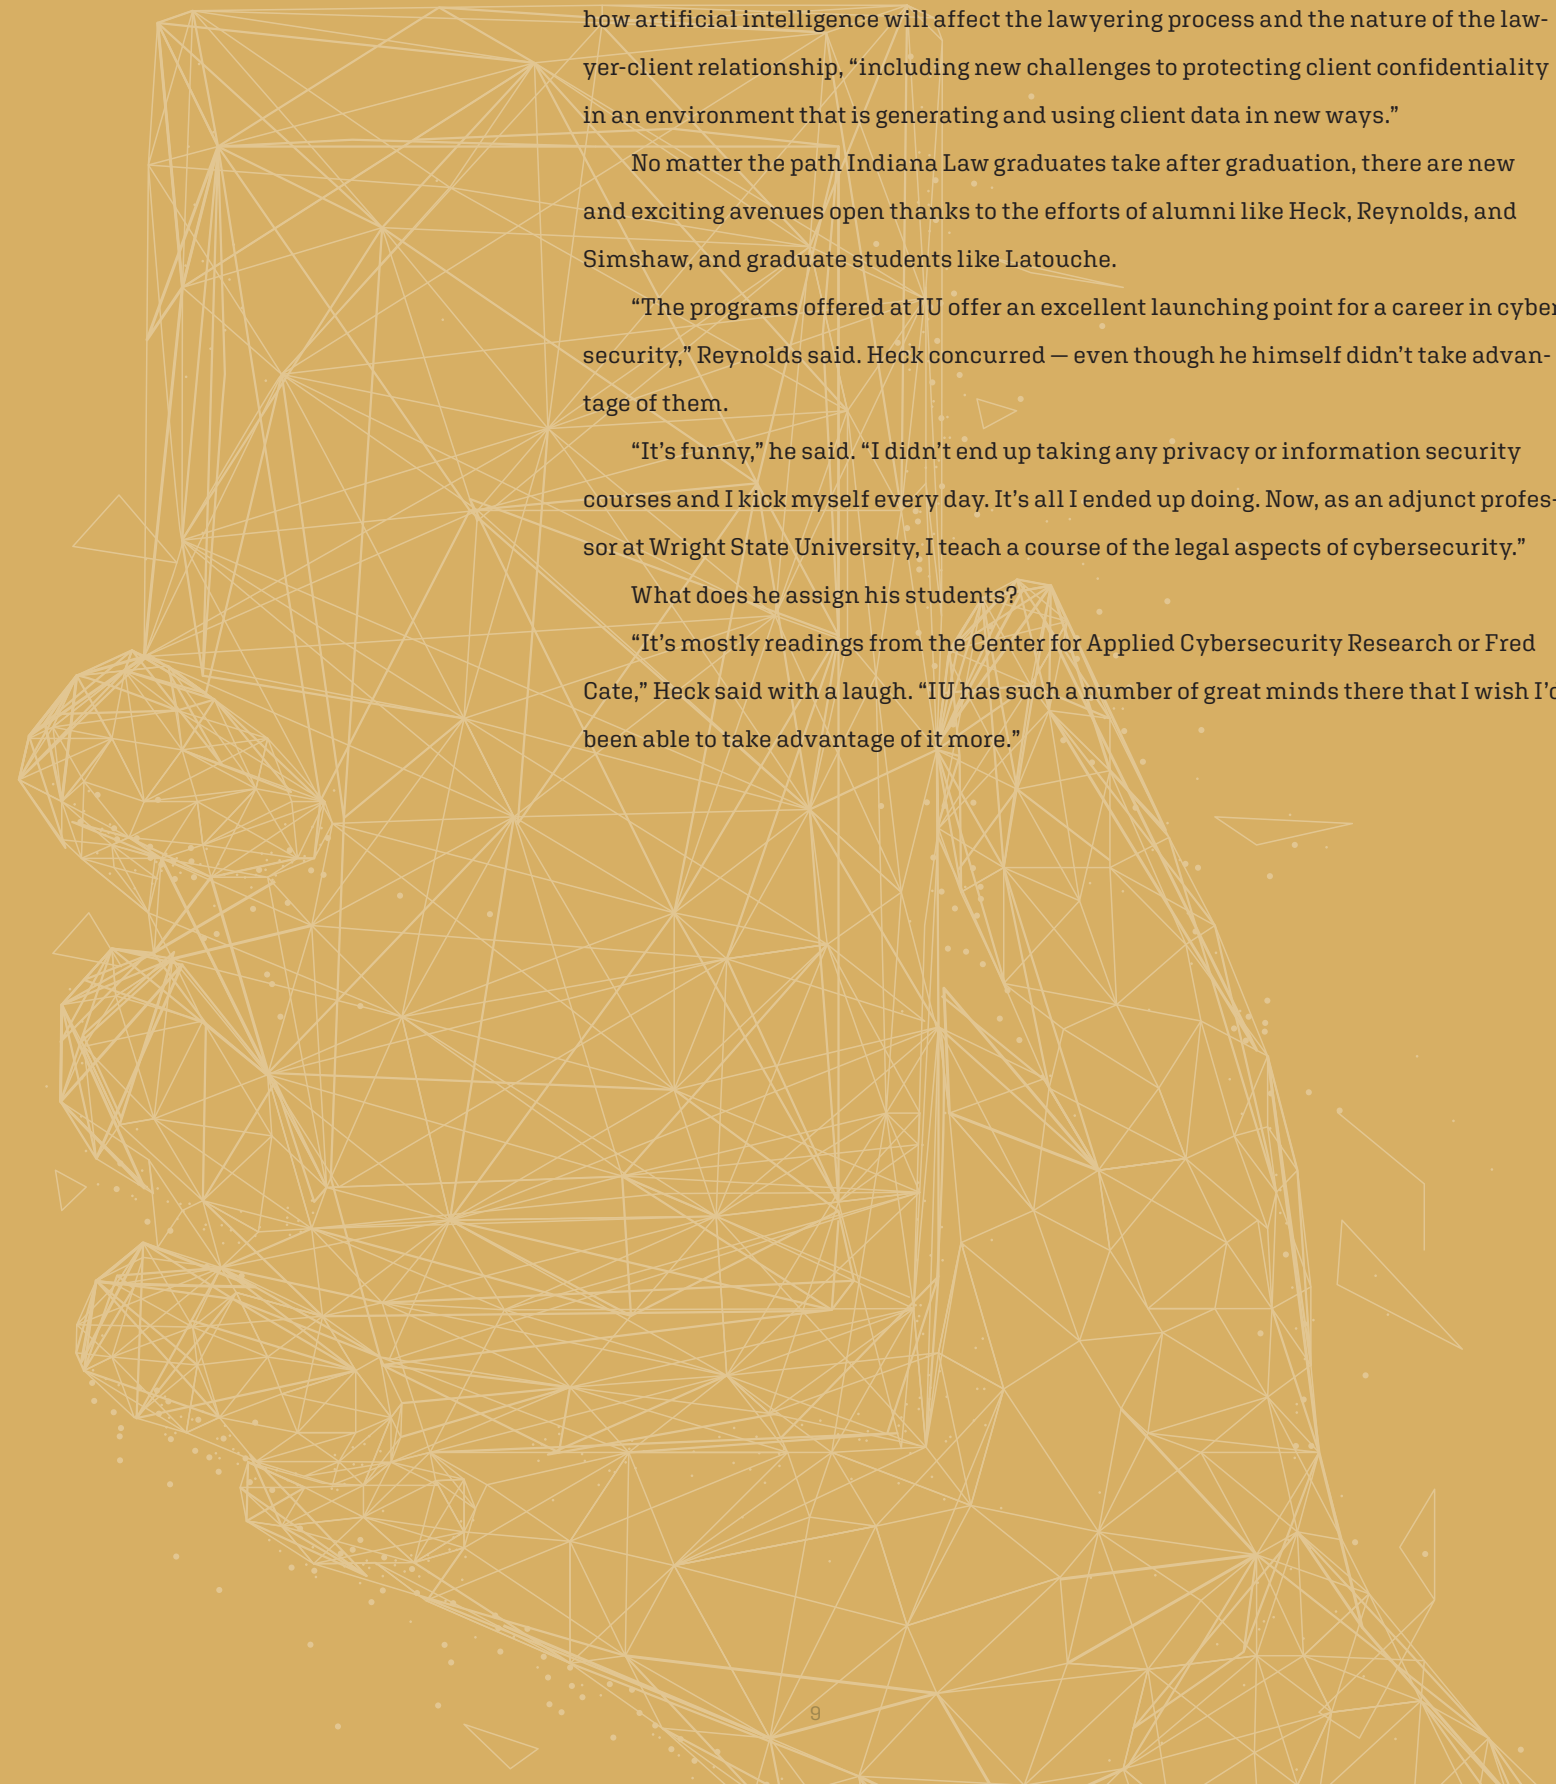 how artificial intelligence will affect the lawyering process and the nature of the law-
yer-client relationship, “including new challenges to protecting client confidentiality
in an environment that is generating and using client data in new ways.”
No matter the path Indiana Law graduates take after graduation, there are new
and exciting avenues open thanks to the efforts of alumni like Heck, Reynolds, and
Simshaw, and graduate students like Latouche.
“The programs offered at IU offer an excellent launching point for a career in cyber
security,” Reynolds said. Heck concurred — even though he himself didn’t take advan-
tage of them.
“It’s funny,” he said. “I didn’t end up taking any privacy or information security
courses and I kick myself every day. It’s all I ended up doing. Now, as an adjunct profes-
sor at Wright State University, I teach a course of the legal aspects of cybersecurity.”
What does he assign his students?
“It’s mostly readings from the Center for Applied Cybersecurity Research or Fred
Cate,” Heck said with a laugh. “IU has such a number of great minds there that I wish I’d
been able to take advantage of it more.”
9